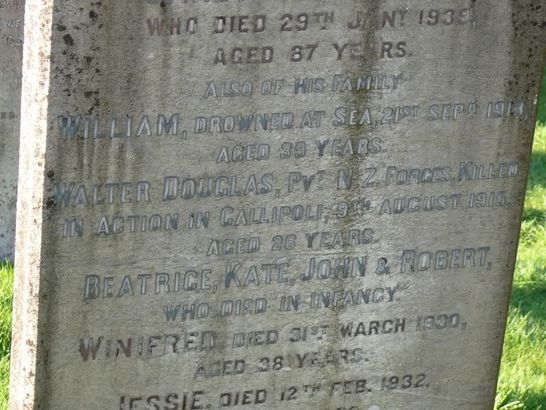 WHO DIED 29TH JANY 1939,
AGED 67 YEARS.
ALSO OF HIS FAMILY
WILLIAM, DROWNED AT SEA, 21ST SEPR
AGED 39 YEARS.
WALTER DOUGLAS, PVT N.Z. FORCES, KILLED
IN ACTION IN GALLIPOLI, 9TH AUGUST 1915,
AGED 26 YEARS.
BEATRICE, KATE, JOHN & ROBERT,
WHO DIED IN INFANCY
WINIFRED, DIED 31ST MARCH 1930,
AGED 38 YEARS.
JESSIE, DIED 12TH FEB. 1932,